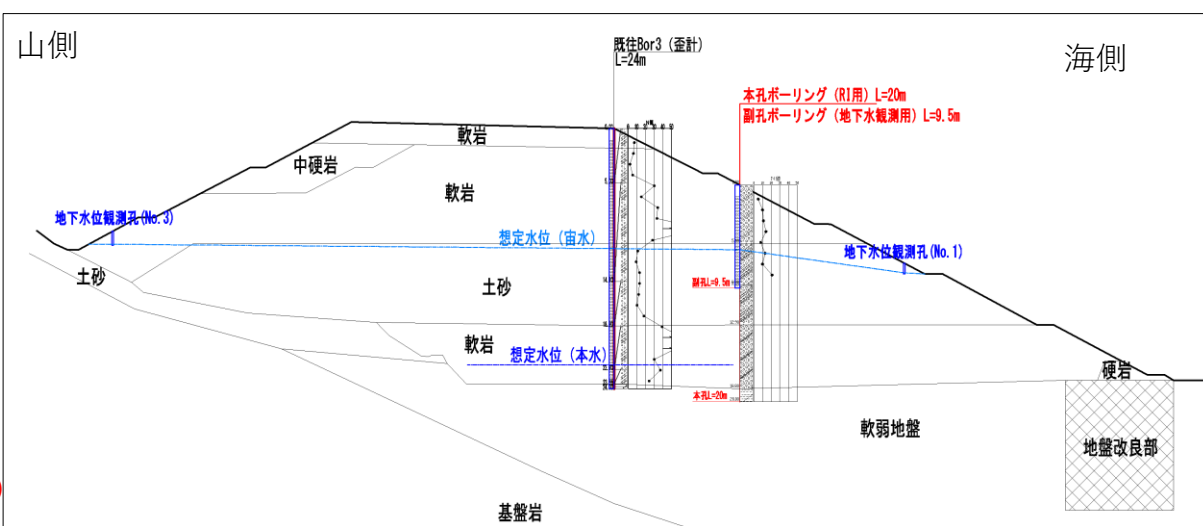 山側
海側
既往Bor3 (歪計)
L=24m
本孔ボーリング (RI用) L=20m
副孔ボーリング (地下水観測用) L=9.5m
軟岩
中硬岩
軟岩
地下水位観測孔(No.3)
想定水位 (宙水)
地下水位観測孔(No.1)
土砂
土砂
副孔L=9.5m
軟岩
想定水位 (本水)
硬岩
本孔L=20m
軟弱地盤
地盤改良部
基盤岩